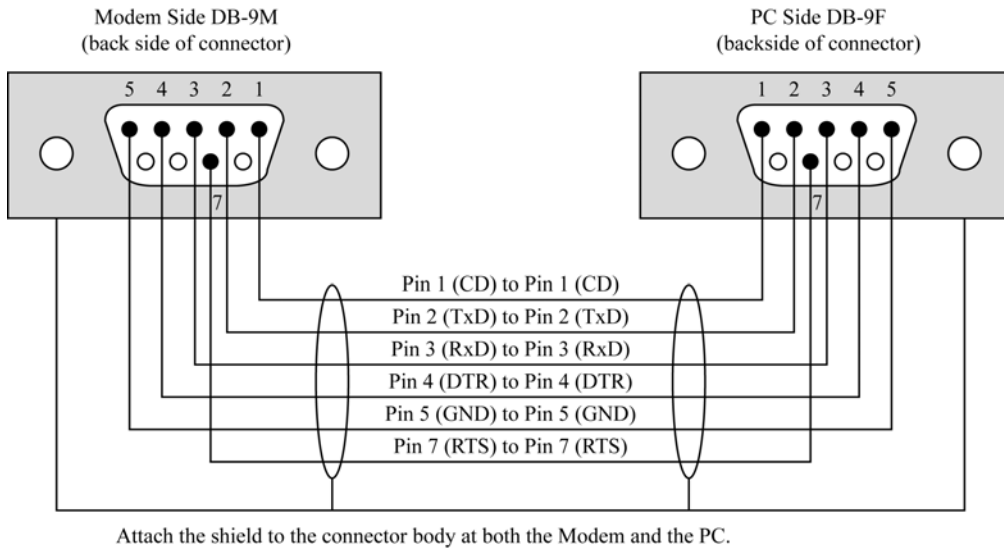 Modem Side DB-9M
(back side of connector)
PC Side DB-9F
(backside of connector)
5 4 3 2 1
7
1 2 3 4 5
7
Pin 1 (CD) to Pin 1 (CD)
Pin 2 (TxD) to Pin 2 (TxD)
Pin 3 (RxD) to Pin 3 (RxD)
Pin 4 (DTR) to Pin 4 (DTR)
Pin 5 (GND) to Pin 5 (GND)
Pin 7 (RTS) to Pin 7 (RTS)
Attach the shield to the connector body at both the Modem and the PC.